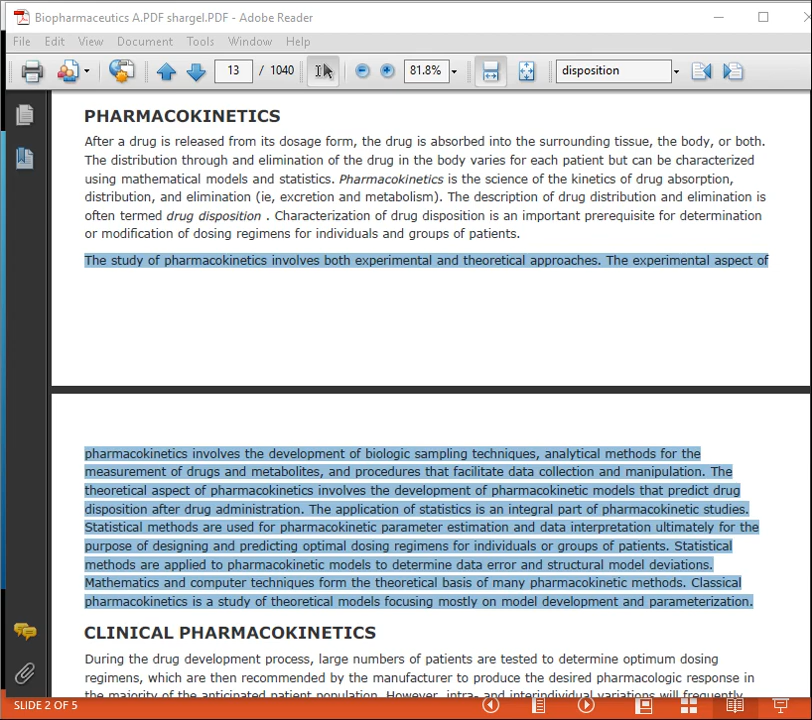 Biopharmaceutics A.PDF shargel.PDF - Adobe Reader
File Edit View Document Tools Window Help
13 / 1040 81.8% disposition
PHARMACOKINETICS
After a drug is released from its dosage form, the drug is absorbed into the surrounding tissue, the body, or both.
The distribution through and elimination of the drug in the body varies for each patient but can be characterized
using mathematical models and statistics. Pharmacokinetics is the science of the kinetics of drug absorption,
distribution, and elimination (ie, excretion and metabolism). The description of drug distribution and elimination is
often termed drug disposition . Characterization of drug disposition is an important prerequisite for determination
or modification of dosing regimens for individuals and groups of patients.
The study of pharmacokinetics involves both experimental and theoretical approaches. The experimental aspect of
pharmacokinetics involves the development of biologic sampling techniques, analytical methods for the
measurement of drugs and metabolites, and procedures that facilitate data collection and manipulation. The
theoretical aspect of pharmacokinetics involves the development of pharmacokinetic models that predict drug
disposition after drug administration. The application of statistics is an integral part of pharmacokinetic studies.
Statistical methods are used for pharmacokinetic parameter estimation and data interpretation ultimately for the
purpose of designing and predicting optimal dosing regimens for individuals or groups of patients. Statistical
methods are applied to pharmacokinetic models to determine data error and structural model deviations.
Mathematics and computer techniques form the theoretical basis of many pharmacokinetic methods. Classical
pharmacokinetics is a study of theoretical models focusing mostly on model development and parameterization.
CLINICAL PHARMACOKINETICS
During the drug development process, large numbers of patients are tested to determine optimum dosing
regimens, which are then recommended by the manufacturer to produce the desired pharmacologic response in
the majority of the anticipated patient population. However, intra- and interindividual variations will frequently
SLIDE 2 OF 5